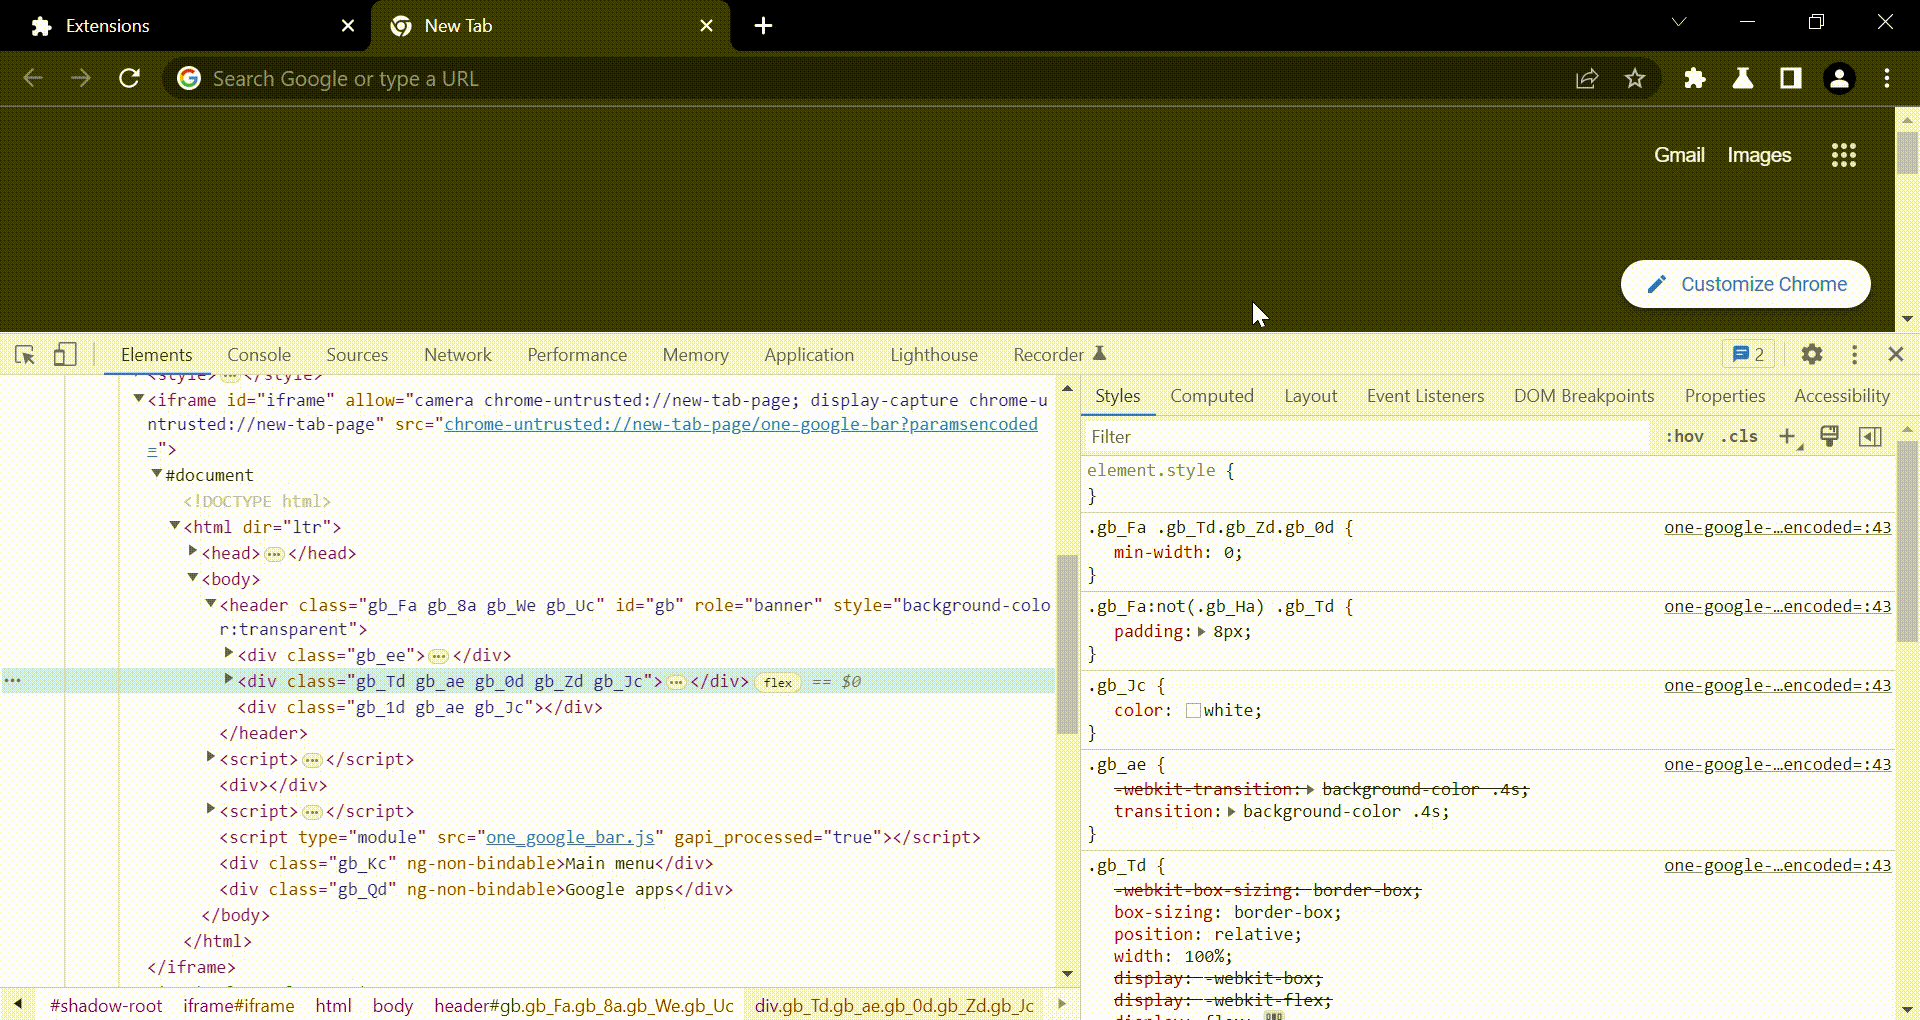 Extensions
New Tab
Search Google or type a URL
Gmail Images
Customize Chrome
Elements Console Sources Network Performance Memory Application Lighthouse Recorder 2
<style>…</style>
<iframe id="iframe" allow="camera chrome-untrusted://new-tab-page; display-capture chrome-u
ntrusted://new-tab-page" src="chrome-untrusted://new-tab-page/one-google-bar?paramsencoded
=">
#document
<!DOCTYPE html>
<html dir="ltr">
<head>…</head>
<body>
<header class="gb_Fa gb_8a gb_We gb_Uc" id="gb" role="banner" style="background-colo
r:transparent">
<div class="gb_ee">…</div>
… <div class="gb_Td gb_ae gb_0d gb_Zd gb_Jc">…</div> flex == $0
<div class="gb_1d gb_ae gb_Jc"></div>
</header>
<script>…</script>
<div></div>
<script>…</script>
<script type="module" src="one_google_bar.js" gapi_processed="true"></script>
<div class="gb_Kc" ng-non-bindable>Main menu</div>
<div class="gb_Qd" ng-non-bindable>Google apps</div>
</body>
</html>
</iframe>
#shadow-root iframe#iframe html body header#gb.gb_Fa.gb_8a.gb_We.gb_Uc div.gb_Td.gb_ae.gb_0d.gb_Zd.gb_Jc
Styles Computed Layout Event Listeners DOM Breakpoints Properties Accessibility
Filter :hov .cls
element.style {
}
.gb_Fa .gb_Td.gb_Zd.gb_0d { one-google-…encoded=:43
min-width: 0;
}
.gb_Fa:not(.gb_Ha) .gb_Td { one-google-…encoded=:43
padding: 8px;
}
.gb_Jc { one-google-…encoded=:43
color: white;
}
.gb_ae { one-google-…encoded=:43
-webkit-transition: background-color .4s;
transition: background-color .4s;
}
.gb_Td { one-google-…encoded=:43
-webkit-box-sizing: border-box;
box-sizing: border-box;
position: relative;
width: 100%;
display: -webkit-box;
display: -webkit-flex;
display: flex;